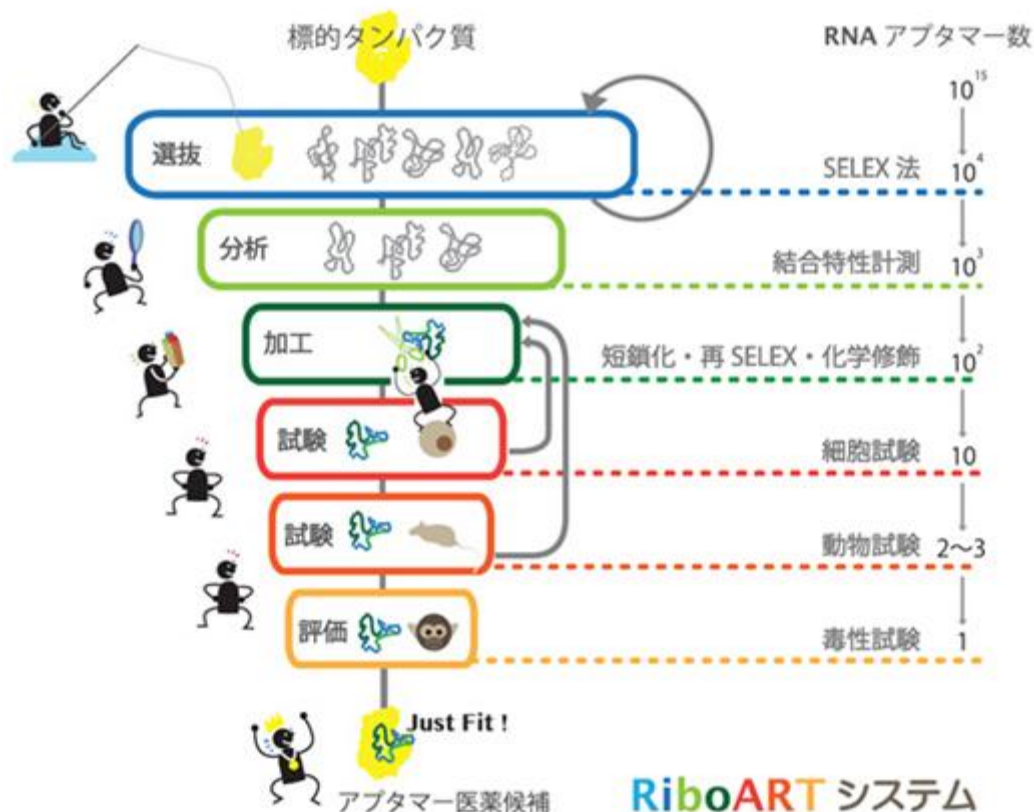 標的タンパク質
RNA アプタマー数
10¹⁵
選抜
SELEX 法 10⁴
分析
結合特性計測 10³
加工
短鎖化・再 SELEX・化学修飾 10²
試験
細胞試験 10
試験
動物試験 2〜3
評価
毒性試験 1
Just Fit !
アプタマー医薬候補
RiboART システム